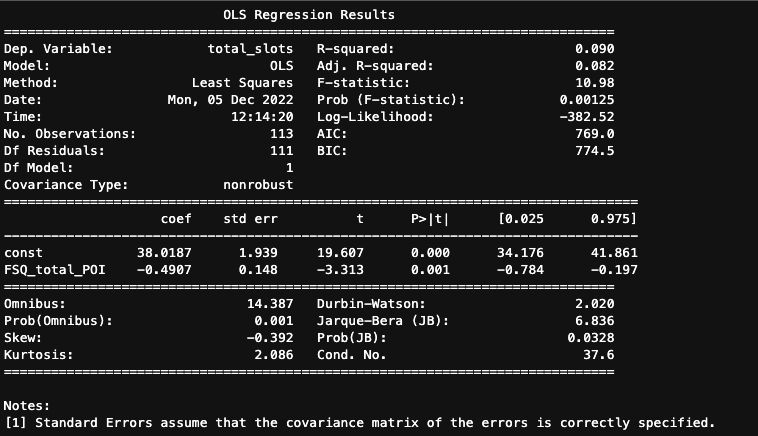 OLS Regression Results
==============================================================================
Dep. Variable:            total_slots   R-squared:                       0.090
Model:                            OLS   Adj. R-squared:                  0.082
Method:                 Least Squares   F-statistic:                     10.98
Date:                Mon, 05 Dec 2022   Prob (F-statistic):            0.00125
Time:                        12:14:20   Log-Likelihood:                -382.52
No. Observations:                 113   AIC:                             769.0
Df Residuals:                     111   BIC:                             774.5
Df Model:                           1
Covariance Type:            nonrobust
=================================================================================
                    coef    std err          t      P>|t|      [0.025      0.975]
---------------------------------------------------------------------------------
const            38.0187      1.939     19.607      0.000      34.176      41.861
FSQ_total_POI    -0.4907      0.148     -3.313      0.001      -0.784      -0.197
==============================================================================
Omnibus:                       14.387   Durbin-Watson:                   2.020
Prob(Omnibus):                  0.001   Jarque-Bera (JB):                6.836
Skew:                          -0.392   Prob(JB):                       0.0328
Kurtosis:                       2.086   Cond. No.                         37.6
==============================================================================
Notes:
[1] Standard Errors assume that the covariance matrix of the errors is correctly specified.